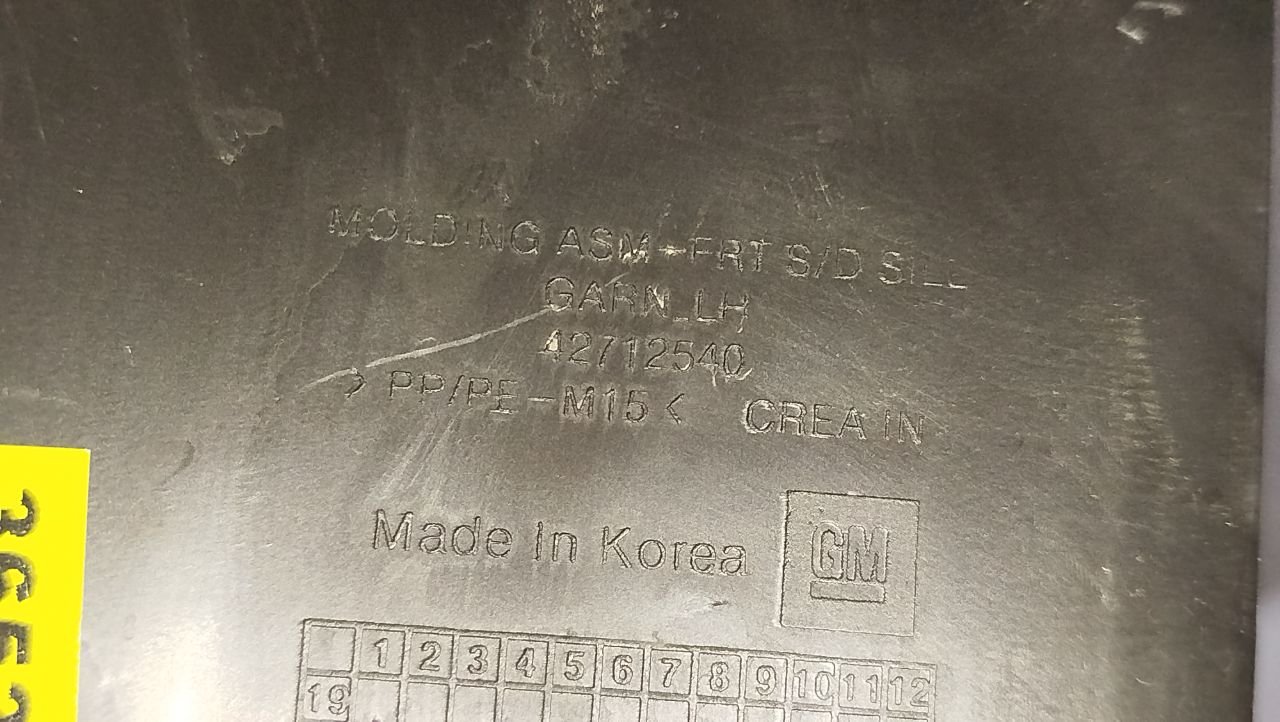 MOLDING ASM-FRT S/D SILL
GARN_LH
42712540
> PP/PE-M15 < CREA IN
Made In Korea GM
1 2 3 4 5 6 7 8 9 10 11 12
19